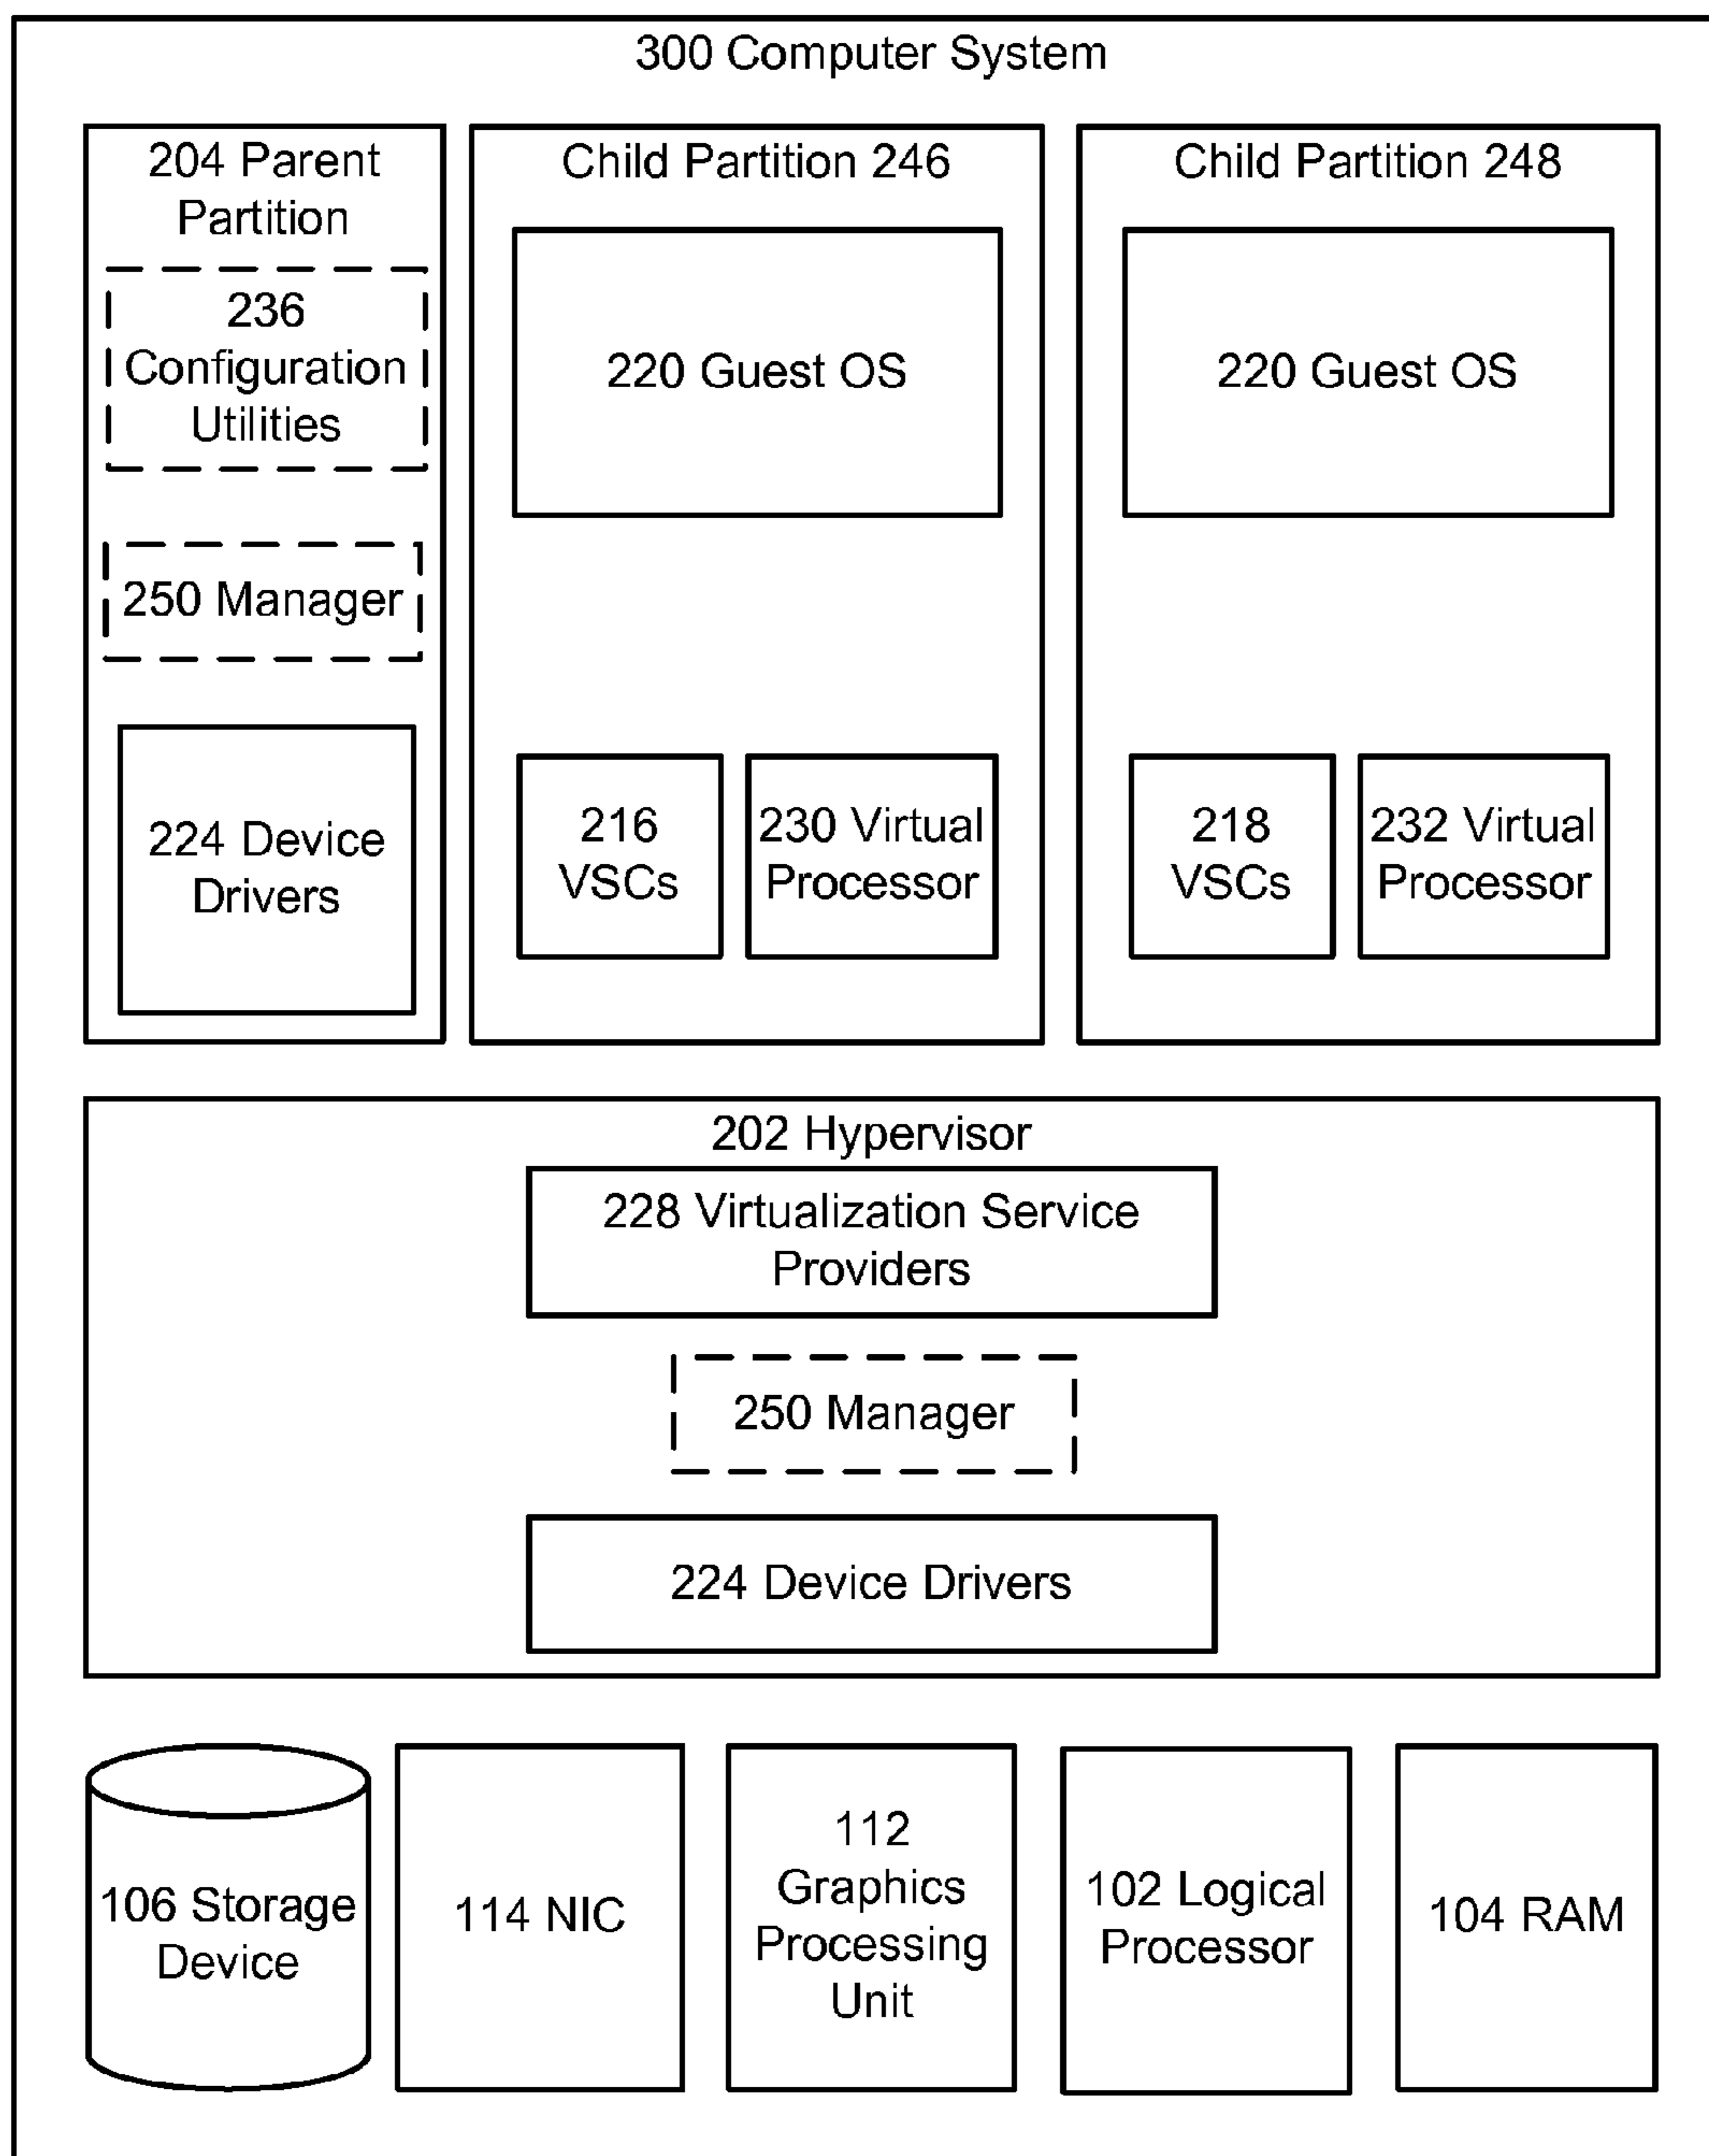 300 Computer System
204 Parent
Partition
236
Configuration
Utilities
250 Manager
224 Device
Drivers
Child Partition 246
220 Guest OS
216
VSCs
230 Virtual
Processor
Child Partition 248
220 Guest OS
218
VSCs
232 Virtual
Processor
202 Hypervisor
228 Virtualization Service
Providers
250 Manager
224 Device Drivers
106 Storage
Device
114 NIC
112
Graphics
Processing
Unit
102 Logical
Processor
104 RAM